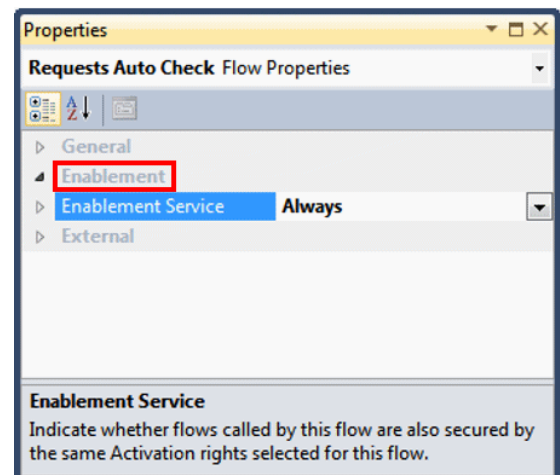 Properties
Requests Auto Check Flow Properties
A Z
General
Enablement
Enablement Service Always
External
Enablement Service
Indicate whether flows called by this flow are also secured by
the same Activation rights selected for this flow.